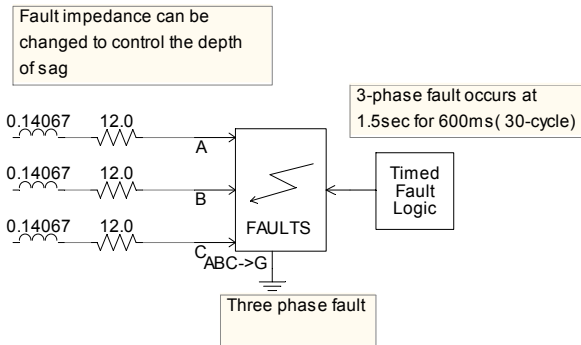 Fault impedance can be
changed to control the depth
of sag
3-phase fault occurs at
1.5sec for 600ms( 30-cycle)
0.14067 12.0
A
0.14067 12.0
B
0.14067 12.0
C
ABC->G
FAULTS
Timed
Fault
Logic
Three phase fault